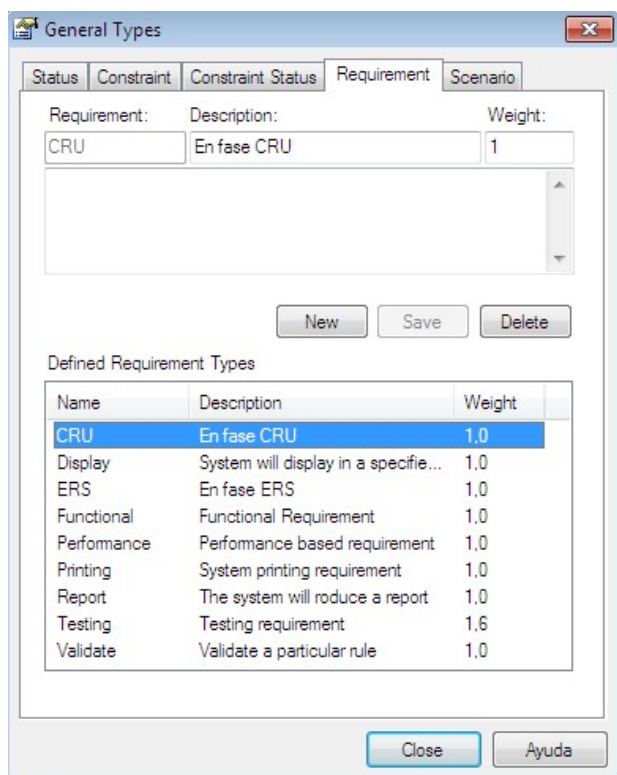 General Types
Status Constraint Constraint Status Requirement Scenario
Requirement: Description: Weight:
CRU En fase CRU 1
New Save Delete
Defined Requirement Types
Name Description Weight
CRU En fase CRU 1,0
Display System will display in a specifie... 1,0
ERS En fase ERS 1,0
Functional Functional Requirement 1,0
Performance Performance based requirement 1,0
Printing System printing requirement 1,0
Report The system will roduce a report 1,0
Testing Testing requirement 1,6
Validate Validate a particular rule 1,0
Close Ayuda